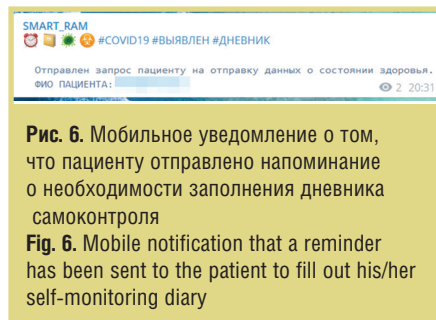 SMART_RAM
#COVID19 #ВЫЯВЛЕН #ДНЕВНИК
Отправлен запрос пациенту на отправку данных о состоянии здоровья.
ФИО ПАЦИЕНТА:
2 20:31
Рис. 6. Мобильное уведомление о том,
что пациенту отправлено напоминание
о необходимости заполнения дневника
самоконтроля
Fig. 6. Mobile notification that a reminder
has been sent to the patient to fill out his/her
self-monitoring diary